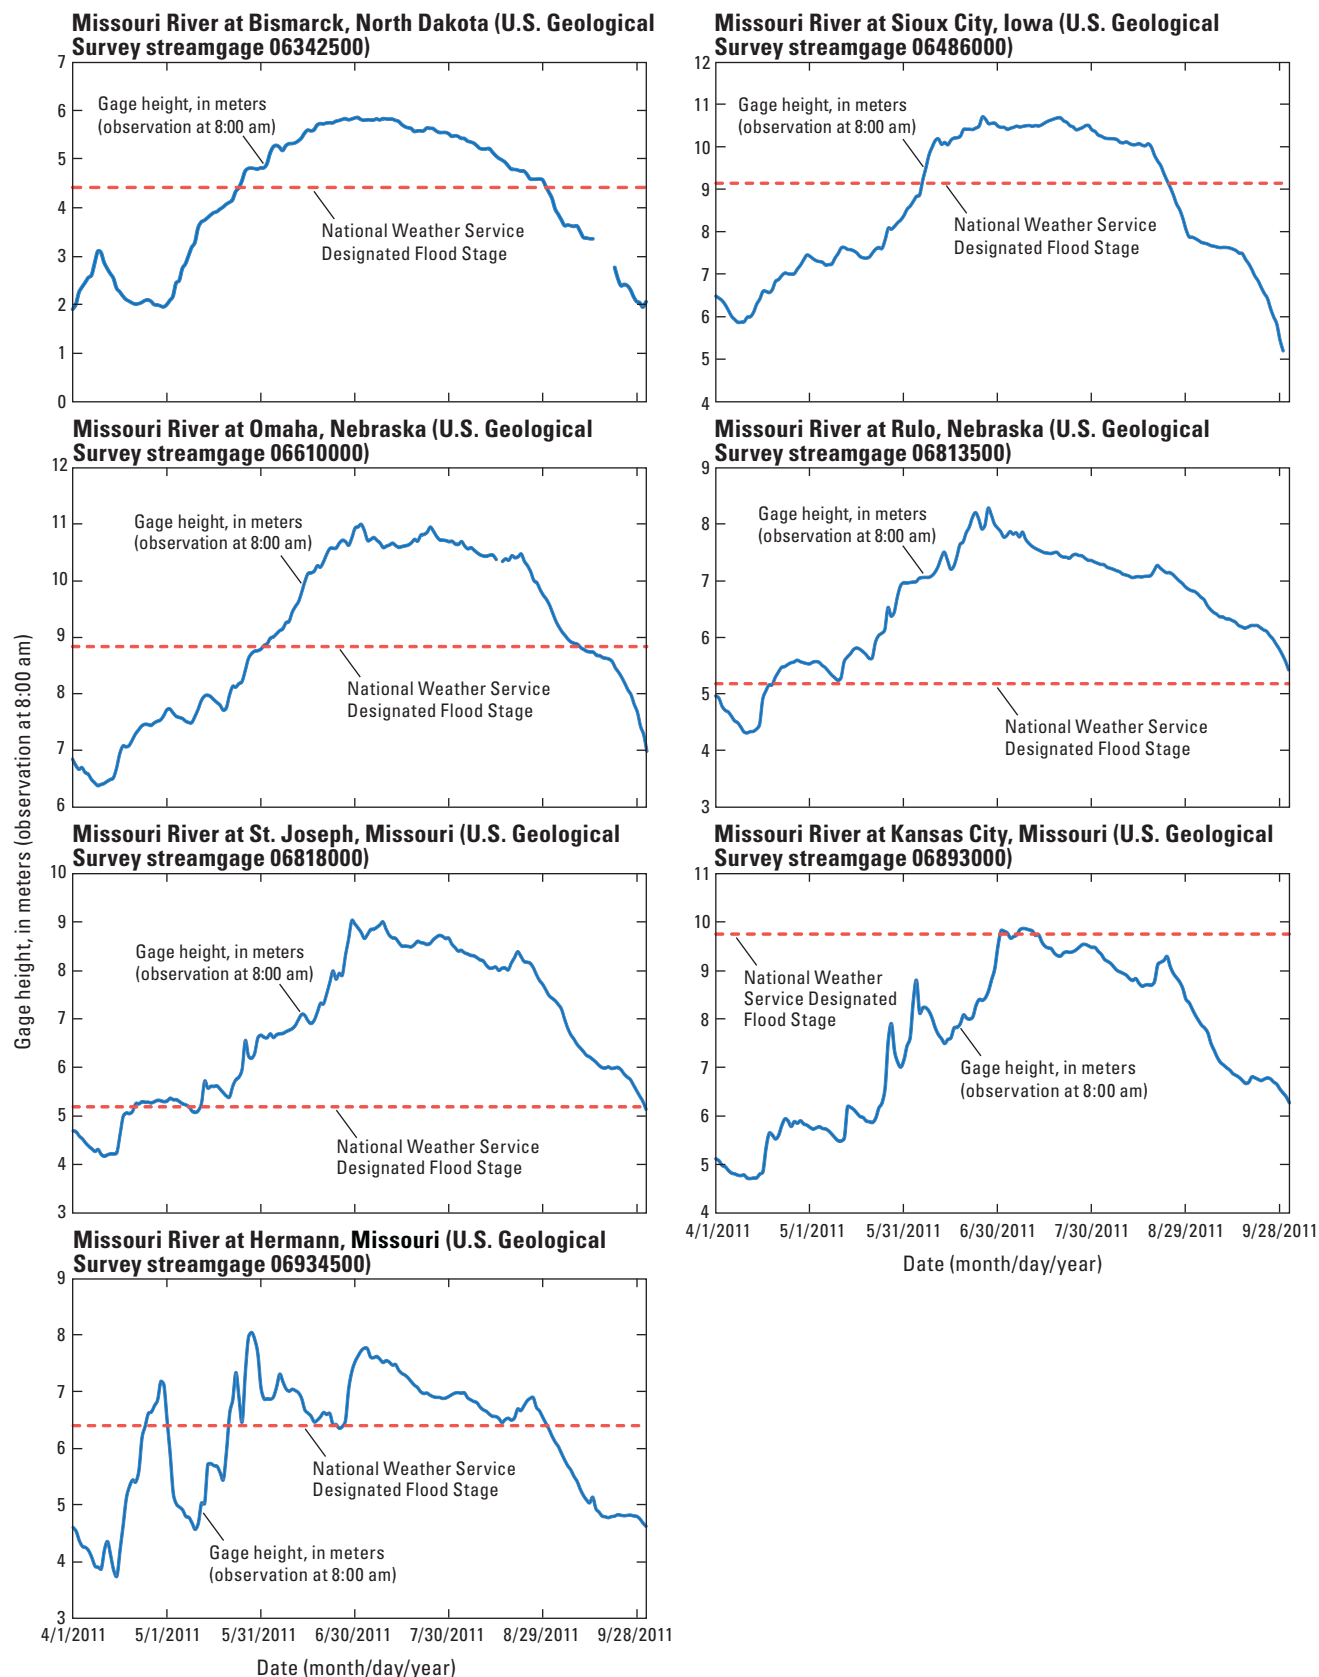 Missouri River at Bismarck, North Dakota (U.S. Geological
Survey streamgage 06342500)
7
6
5
4
3
2
1
0
Gage height, in meters
(observation at 8:00 am)
National Weather Service
Designated Flood Stage
Missouri River at Sioux City, Iowa (U.S. Geological
Survey streamgage 06486000)
12
11
10
9
8
7
6
5
4
Gage height, in meters
(observation at 8:00 am)
National Weather Service
Designated Flood Stage
Missouri River at Omaha, Nebraska (U.S. Geological
Survey streamgage 06610000)
12
11
10
9
8
7
6
Gage height, in meters
(observation at 8:00 am)
National Weather Service
Designated Flood Stage
Missouri River at Rulo, Nebraska (U.S. Geological
Survey streamgage 06813500)
9
8
7
6
5
4
3
Gage height, in meters
(observation at 8:00 am)
National Weather Service
Designated Flood Stage
Gage height, in meters (observation at 8:00 am)
Missouri River at St. Joseph, Missouri (U.S. Geological
Survey streamgage 06818000)
10
9
8
7
6
5
4
3
Gage height, in meters
(observation at 8:00 am)
National Weather Service
Designated Flood Stage
Missouri River at Kansas City, Missouri (U.S. Geological
Survey streamgage 06893000)
11
10
9
8
7
6
5
4
National Weather
Service Designated
Flood Stage
Gage height, in meters
(observation at 8:00 am)
4/1/2011 5/1/2011 5/31/2011 6/30/2011 7/30/2011 8/29/2011 9/28/2011
Date (month/day/year)
Missouri River at Hermann, Missouri (U.S. Geological
Survey streamgage 06934500)
9
8
7
6
5
4
3
National Weather Service
Designated Flood Stage
Gage height, in meters
(observation at 8:00 am)
4/1/2011 5/1/2011 5/31/2011 6/30/2011 7/30/2011 8/29/2011 9/28/2011
Date (month/day/year)